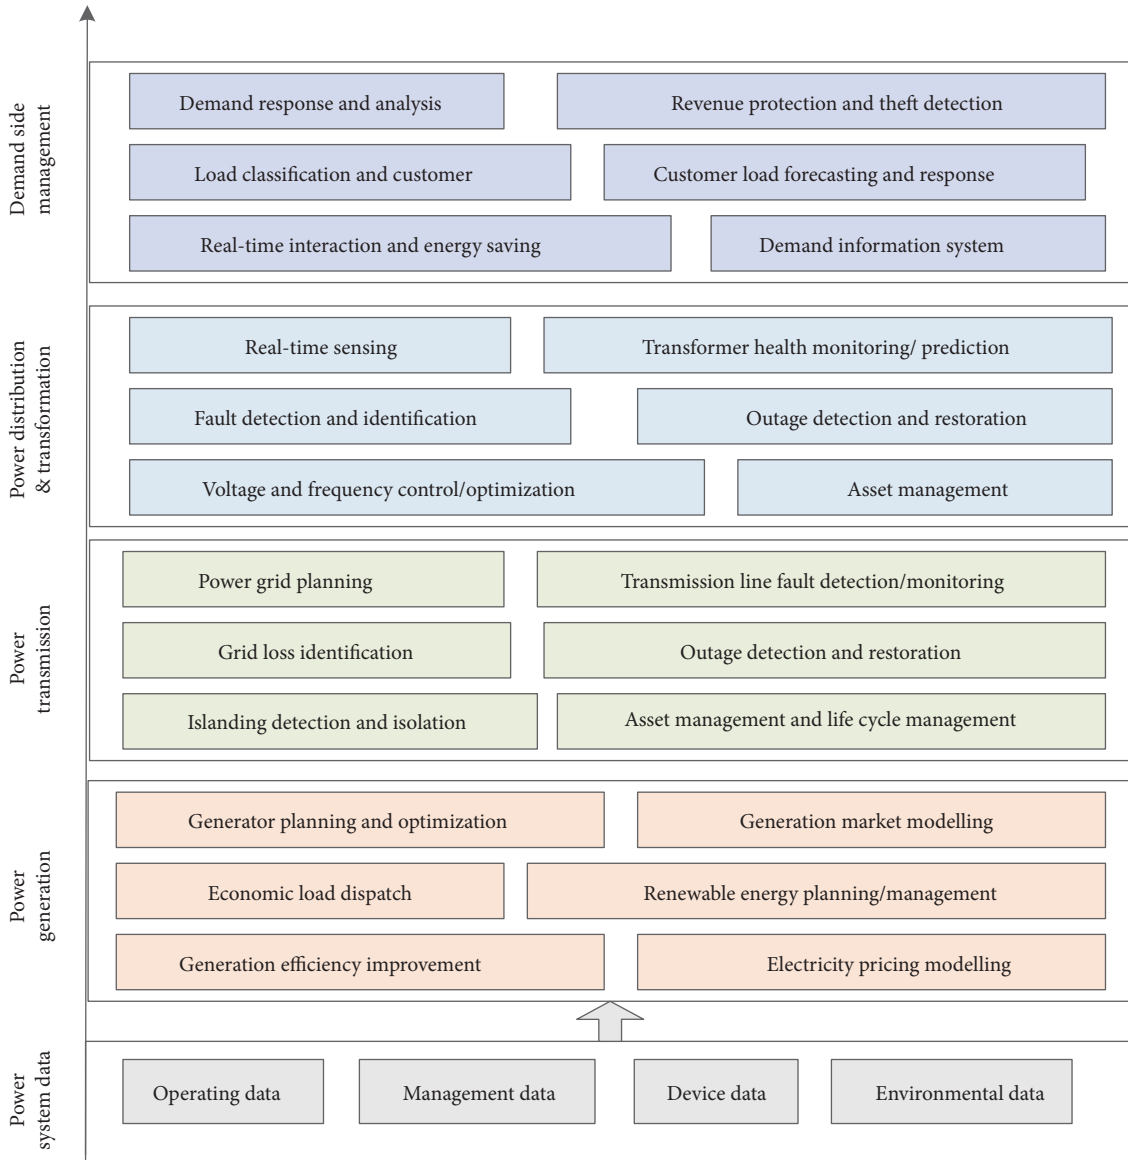 Demand side
management
Demand response and analysis
Revenue protection and theft detection
Load classification and customer
Customer load forecasting and response
Real-time interaction and energy saving
Demand information system
Power distribution
& transformation
Real-time sensing
Transformer health monitoring/ prediction
Fault detection and identification
Outage detection and restoration
Voltage and frequency control/optimization
Asset management
Power
transmission
Power grid planning
Transmission line fault detection/monitoring
Grid loss identification
Outage detection and restoration
Islanding detection and isolation
Asset management and life cycle management
Power
generation
Generator planning and optimization
Generation market modelling
Economic load dispatch
Renewable energy planning/management
Generation efficiency improvement
Electricity pricing modelling
Power
system data
Operating data
Management data
Device data
Environmental data